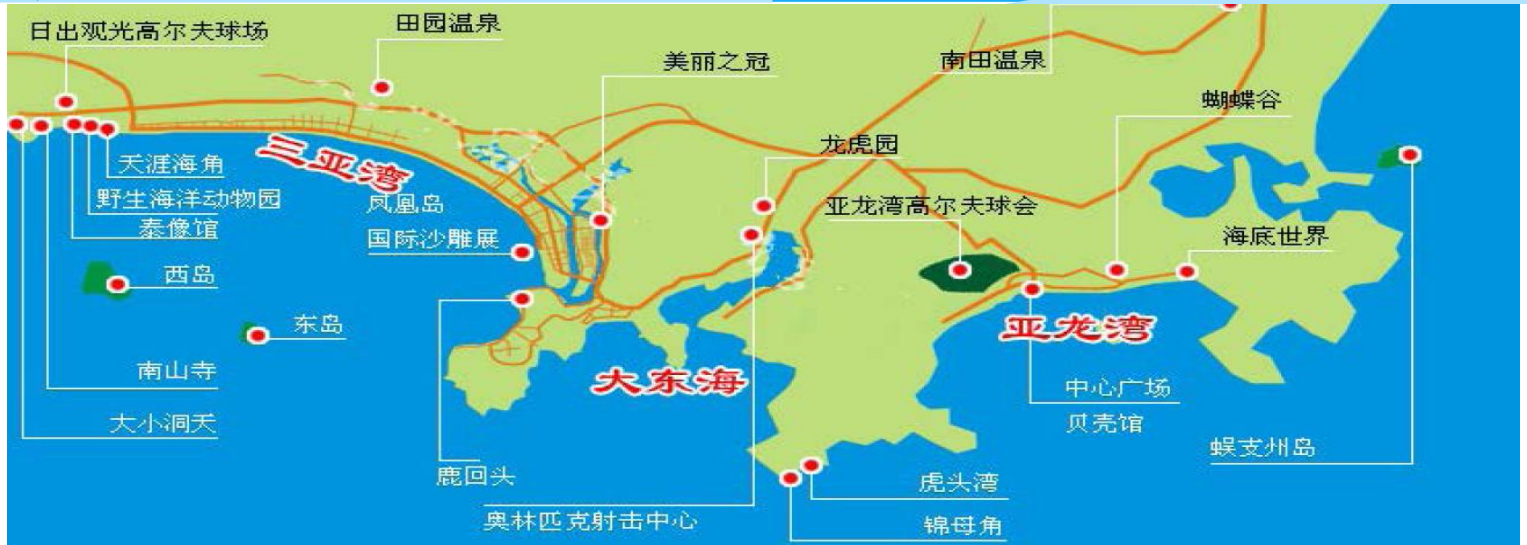 日出观光高尔夫球场
田园温泉
美丽之冠
南田温泉
蝴蝶谷
龙虎园
天涯海角
三亚湾
野生海洋动物园
凤凰岛
亚龙湾高尔夫球会
泰像馆
国际沙雕展
海底世界
西岛
东岛
亚龙湾
南山寺
大东海
中心广场
大小洞天
贝壳馆
蜈支州岛
鹿回头
虎头湾
奥林匹克射击中心
锦母角